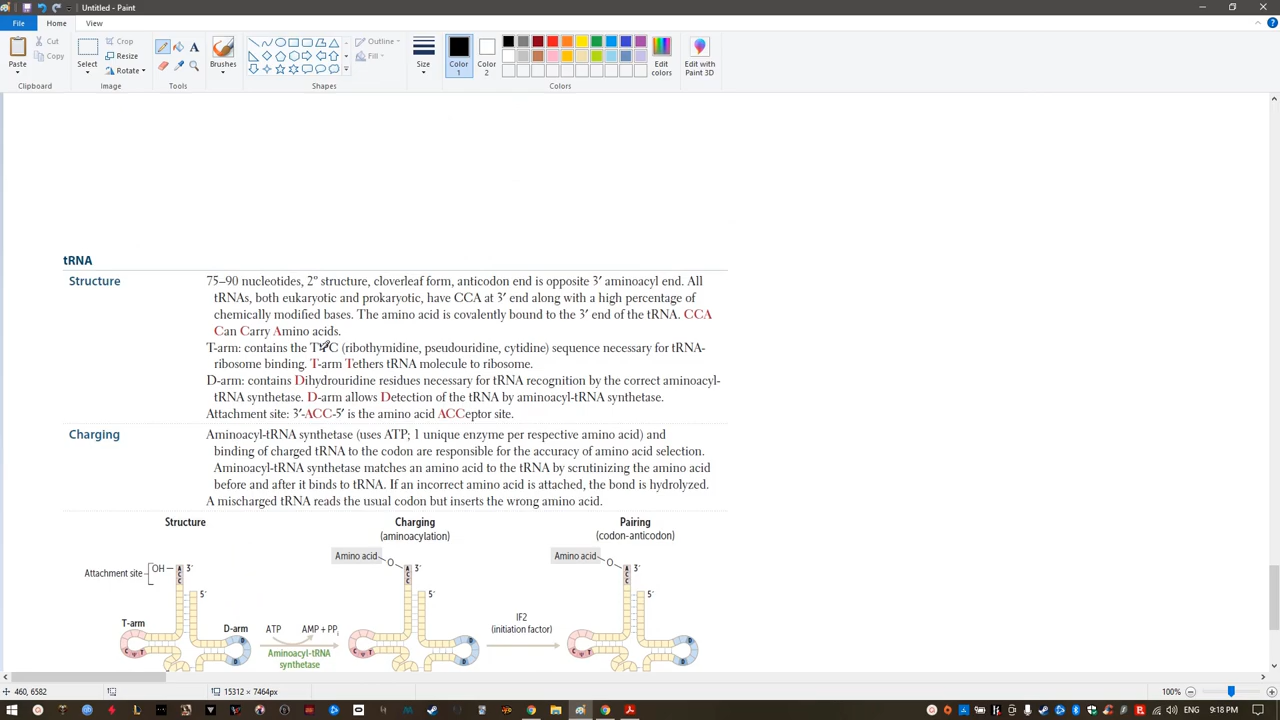 Untitled - Paint
File Home View
Paste
Cut
Copy
Clipboard
Select
Crop
Resize
Rotate
Image
Tools
Brushes
Shapes
Outline
Fill
Size
Color 1
Color 2
Edit colors
Colors
Edit with Paint 3D
tRNA
Structure
75–90 nucleotides, 2° structure, cloverleaf form, anticodon end is opposite 3′ aminoacyl end. All
tRNAs, both eukaryotic and prokaryotic, have CCA at 3′ end along with a high percentage of
chemically modified bases. The amino acid is covalently bound to the 3′ end of the tRNA. CCA
Can Carry Amino acids.
T-arm: contains the TΨC (ribothymidine, pseudouridine, cytidine) sequence necessary for tRNA-
ribosome binding. T-arm Tethers tRNA molecule to ribosome.
D-arm: contains Dihydrouridine residues necessary for tRNA recognition by the correct aminoacyl-
tRNA synthetase. D-arm allows Detection of the tRNA by aminoacyl-tRNA synthetase.
Attachment site: 3′-ACC-5′ is the amino acid ACCeptor site.
Charging
Aminoacyl-tRNA synthetase (uses ATP; 1 unique enzyme per respective amino acid) and
binding of charged tRNA to the codon are responsible for the accuracy of amino acid selection.
Aminoacyl-tRNA synthetase matches an amino acid to the tRNA by scrutinizing the amino acid
before and after it binds to tRNA. If an incorrect amino acid is attached, the bond is hydrolyzed.
A mischarged tRNA reads the usual codon but inserts the wrong amino acid.
Structure
Attachment site
OH
3′
A
C
C
5′
T-arm
D-arm
C Ψ T
D
D
ATP
AMP + PPi
Aminoacyl-tRNA
synthetase
Charging
(aminoacylation)
Amino acid
O
3′
A
C
C
5′
C Ψ T
D
D
IF2
(initiation factor)
Pairing
(codon-anticodon)
Amino acid
O
3′
A
C
C
5′
C Ψ T
D
D
460, 6582
15312 × 7464px
100%
ENG 9:18 PM